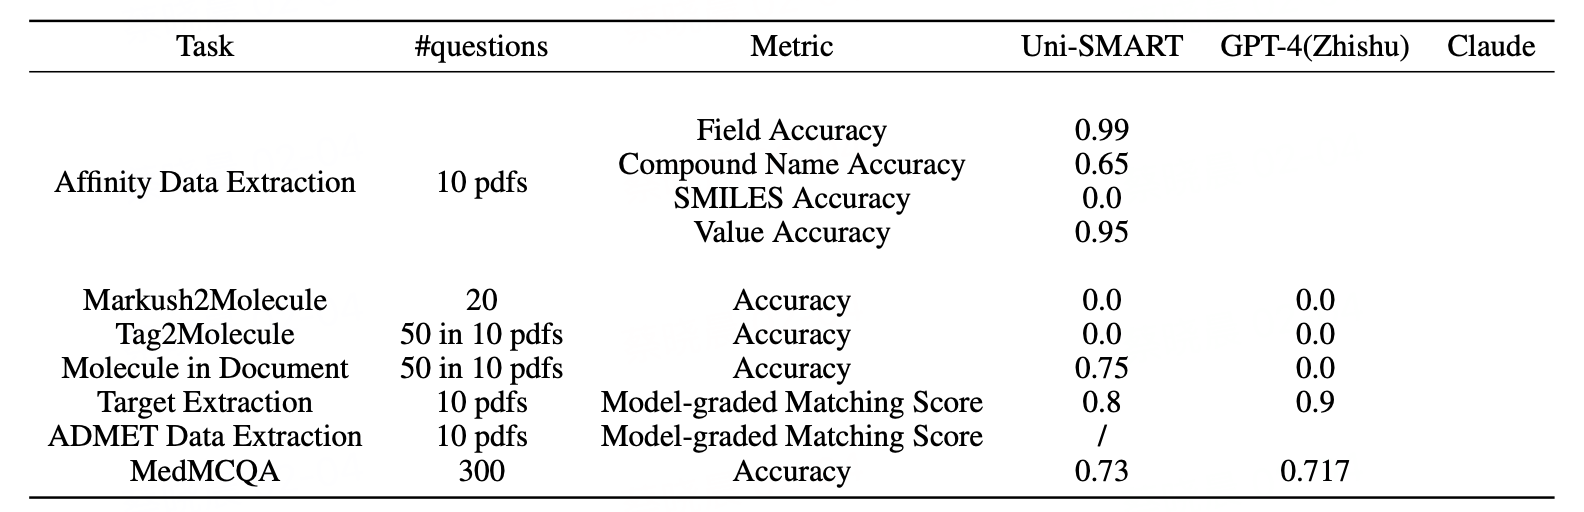 Task #questions Metric Uni-SMART GPT-4(Zhishu) Claude
Field Accuracy 0.99
Compound Name Accuracy 0.65
Affinity Data Extraction 10 pdfs
SMILES Accuracy 0.0
Value Accuracy 0.95
Markush2Molecule 20 Accuracy 0.0 0.0
Tag2Molecule 50 in 10 pdfs Accuracy 0.0 0.0
Molecule in Document 50 in 10 pdfs Accuracy 0.75 0.0
Target Extraction 10 pdfs Model-graded Matching Score 0.8 0.9
ADMET Data Extraction 10 pdfs Model-graded Matching Score /
MedMCQA 300 Accuracy 0.73 0.717